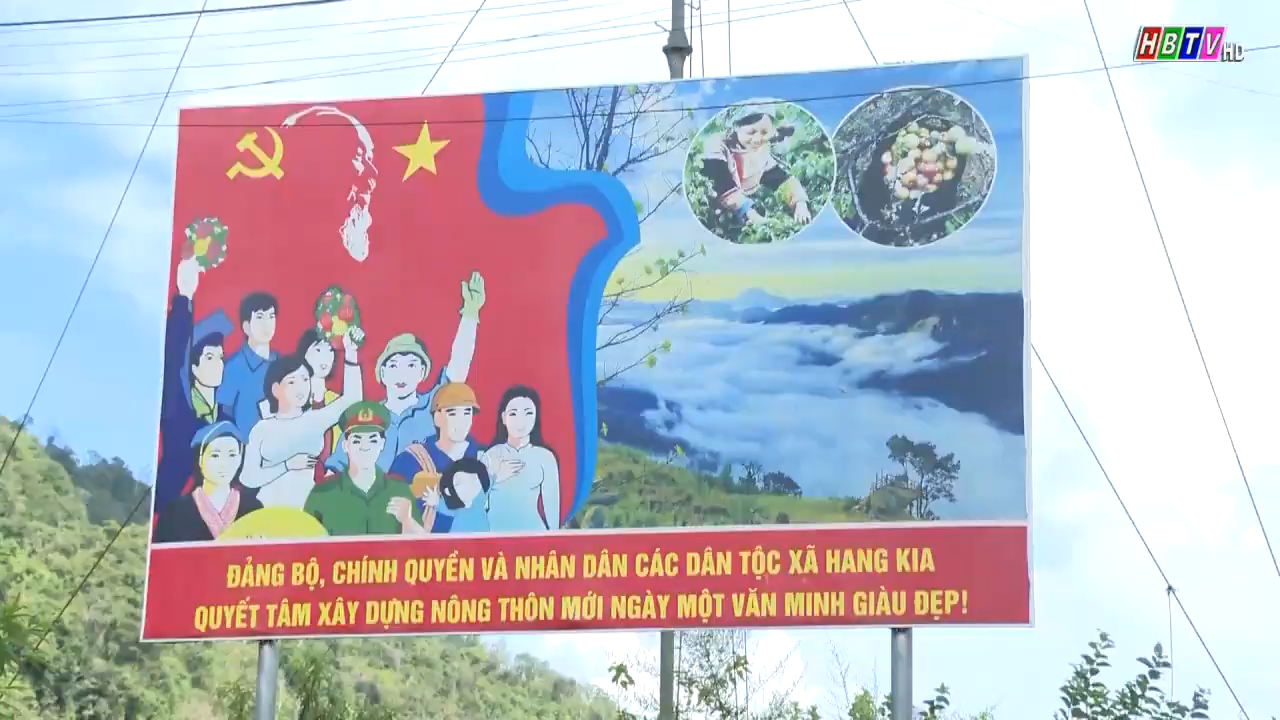 HBTV HD
ĐẢNG BỘ, CHÍNH QUYỀN VÀ NHÂN DÂN CÁC DÂN TỘC XÃ HANG KIA
QUYẾT TÂM XÂY DỰNG NÔNG THÔN MỚI NGÀY MỘT VĂN MINH GIÀU ĐẸP!